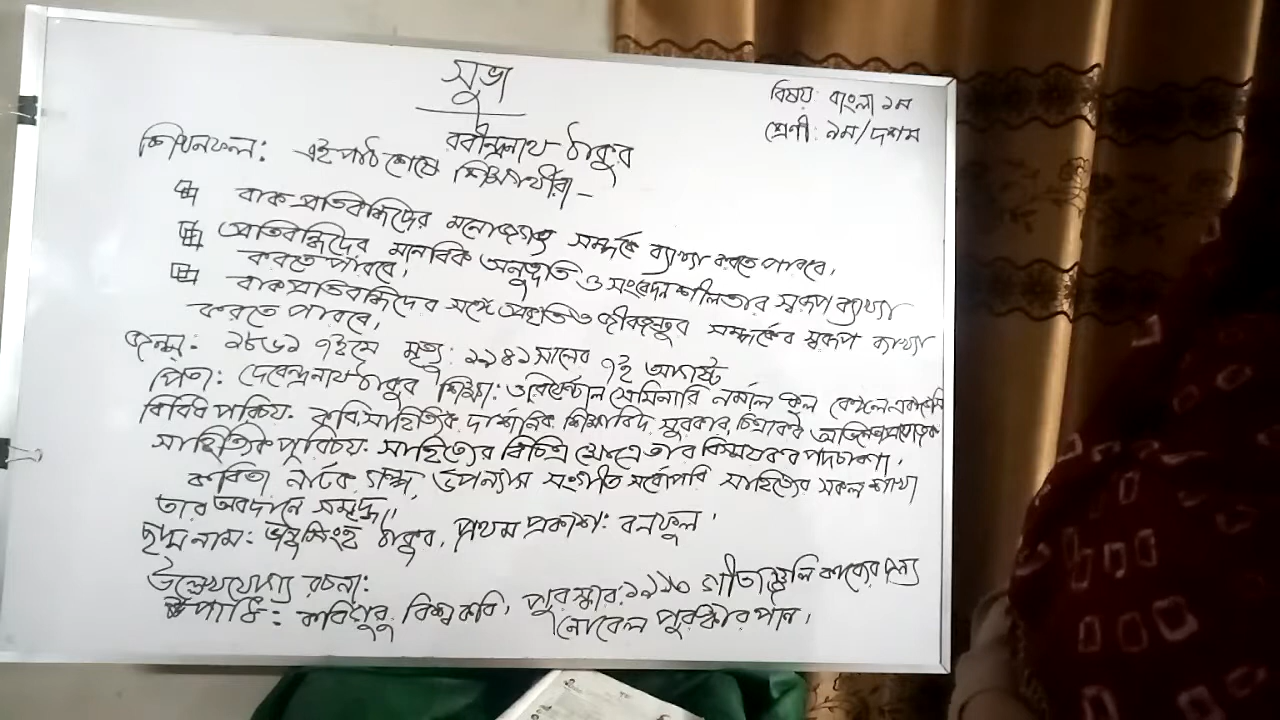 সুভা
রবীন্দ্রনাথ ঠাকুর
বিষয়: বাংলা ১ম
শ্রেণী: ৯ম/দশম
শিখনফল: এই পাঠ শেষে শিক্ষার্থীরা-
বাক-প্রতিবন্ধিদের মনোজগত সম্পর্কে ব্যাখ্যা করতে পারবে,
প্রতিবন্ধিদের মানবিক অনুভূতি ও সংবেদনশীলতার স্বরূপ ব্যাখ্যা
করতে পারবে,
বাকপ্রতিবন্ধিদের সঙ্গে প্রকৃতি ও জীবজন্তুর সম্পর্কের স্বরূপ ব্যাখ্যা
করতে পারবে,
জন্ম: ১৮৬১ ৭ইমে মৃত্যু: ১৯৪১ সালের ৭ই আগস্ট
পিতা: দেবেন্দ্রনাথ ঠাকুর শিক্ষা: ওরিয়েন্টাল সেমিনারি নর্মাল স্কুল বেঙ্গল একাডেমি
বিবিধ পরিচয়: কবি, সাহিত্যিক, দার্শনিক, শিক্ষাবিদ, সুরকার, চিত্রকর, অভিনেতা
সাহিত্যিক পরিচয়: সাহিত্যের বিচিত্র ক্ষেত্রে তার বিস্ময়কর পদচারণা,
কবিতা নাটক গল্প, উপন্যাস সংগীত সর্বোপরি সাহিত্যের সকল শাখা
তার অবদানে সমৃদ্ধ।
ছদ্ম নাম: ভানুসিংহ ঠাকুর, প্রথম প্রকাশ: বনফুল,
উল্লেখযোগ্য রচনা:
উপাধি: কবিগুরু, বিশ্বকবি, পুরস্কার: ১৯১৩ গীতাঞ্জলি কাব্যের জন্য
নোবেল পুরস্কার পান,